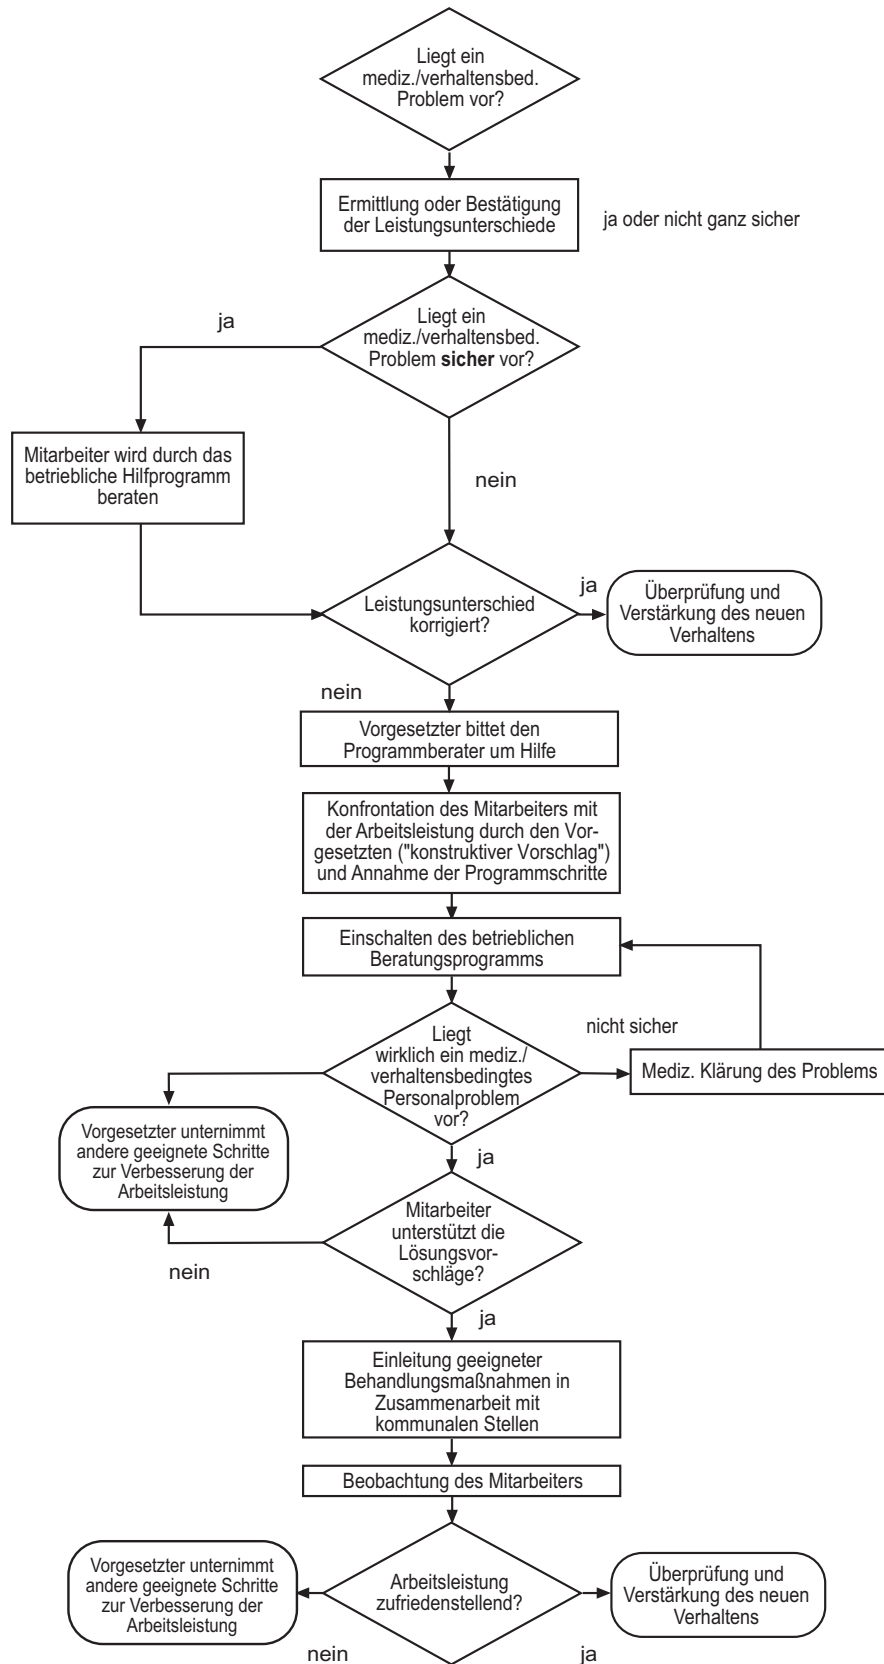 Liegt ein
mediz./verhaltensbed.
Problem vor?
Ermittlung oder Bestätigung
der Leistungsunterschiede
ja oder nicht ganz sicher
Liegt ein
mediz./verhaltensbed.
Problem sicher vor?
ja
Mitarbeiter wird durch das
betriebliche Hilfprogramm
beraten
nein
Leistungsunterschied
korrigiert?
ja
Überprüfung und
Verstärkung des neuen
Verhaltens
nein
Vorgesetzter bittet den
Programmberater um Hilfe
Konfrontation des Mitarbeiters mit
der Arbeitsleistung durch den Vor-
gesetzten ("konstruktiver Vorschlag")
und Annahme der Programmschritte
Einschalten des betrieblichen
Beratungsprogramms
Liegt
wirklich ein mediz./
verhaltensbedingtes
Personalproblem
vor?
nicht sicher
Mediz. Klärung des Problems
Vorgesetzter unternimmt
andere geeignete Schritte
zur Verbesserung der
Arbeitsleistung
ja
Mitarbeiter
unterstützt die
Lösungsvor-
schläge?
nein
ja
Einleitung geeigneter
Behandlungsmaßnahmen in
Zusammenarbeit mit
kommunalen Stellen
Beobachtung des Mitarbeiters
Vorgesetzter unternimmt
andere geeignete Schritte
zur Verbesserung der
Arbeitsleistung
Arbeitsleistung
zufriedenstellend?
Überprüfung und
Verstärkung des neuen
Verhaltens
nein
ja